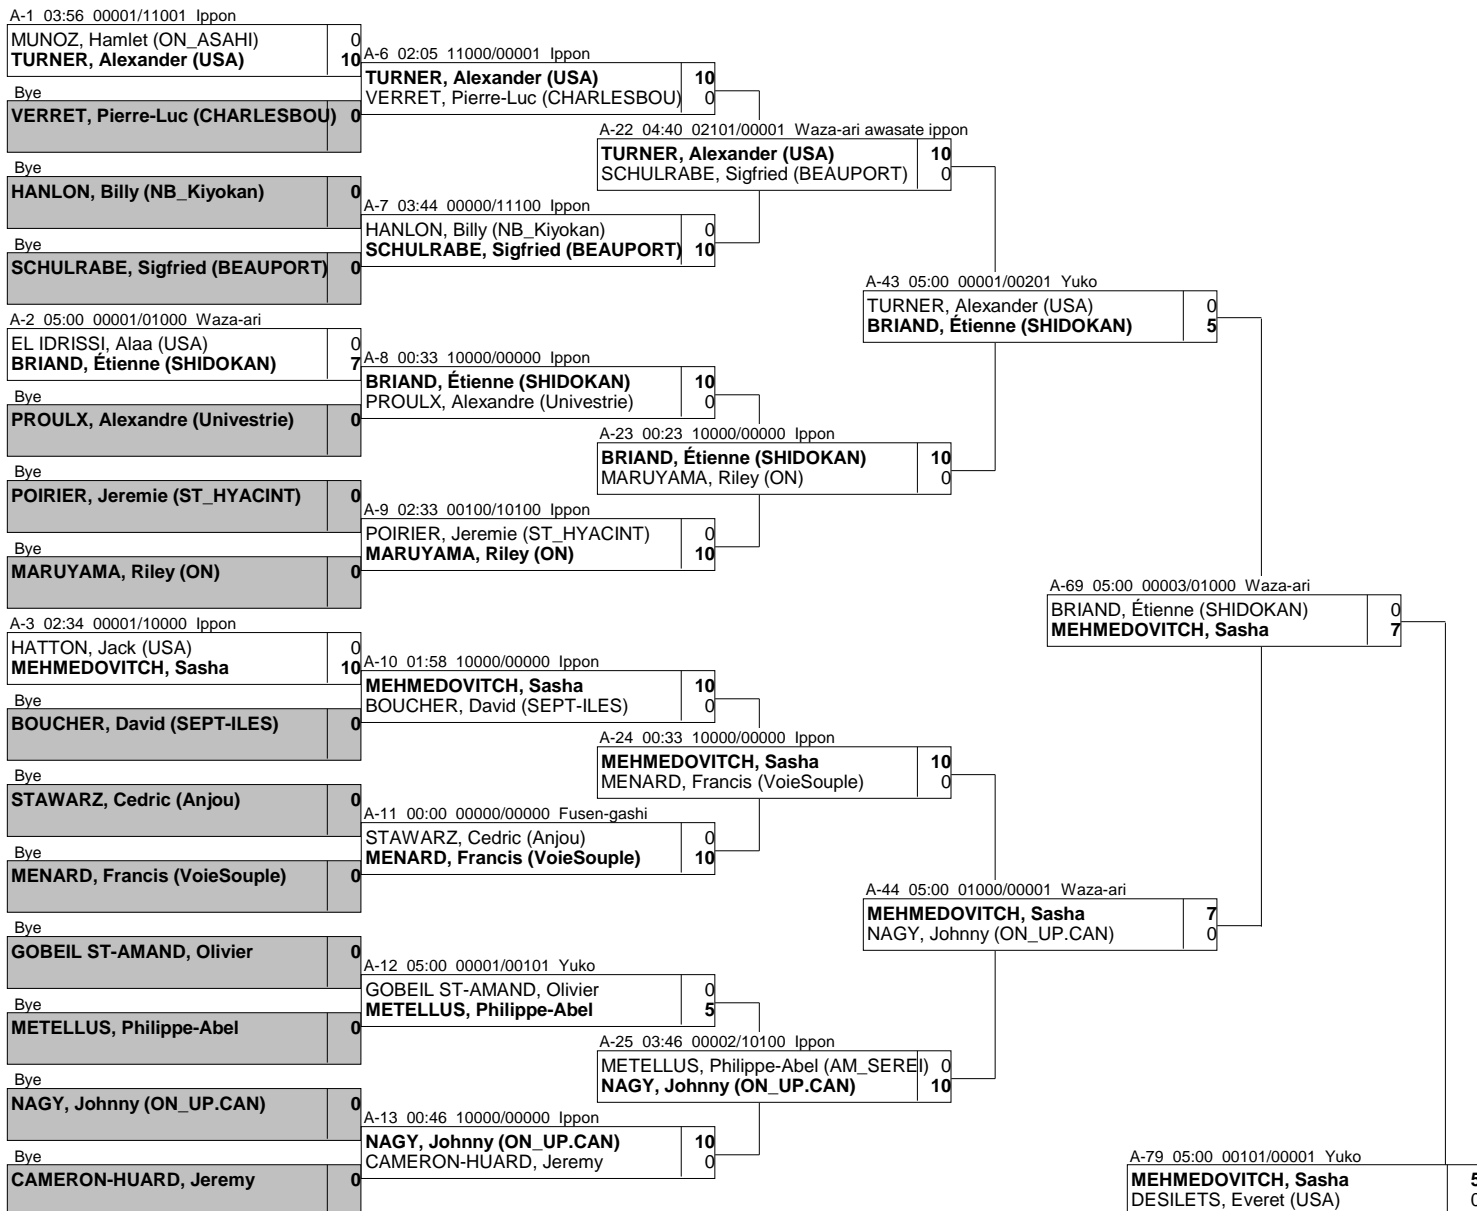 A-1 03:56 00001/11001 Ippon
MUNOZ, Hamlet (ON_ASAHI) 0
TURNER, Alexander (USA) 10
Bye
VERRET, Pierre-Luc (CHARLESBOU) 0
Bye
HANLON, Billy (NB_Kiyokan) 0
Bye
SCHULRABE, Sigfried (BEAUPORT) 0
A-2 05:00 00001/01000 Waza-ari
EL IDRISSI, Alaa (USA) 0
BRIAND, Étienne (SHIDOKAN) 7
Bye
PROULX, Alexandre (Univestrie) 0
Bye
POIRIER, Jeremie (ST_HYACINT) 0
Bye
MARUYAMA, Riley (ON) 0
A-3 02:34 00001/10000 Ippon
HATTON, Jack (USA) 0
MEHMEDOVITCH, Sasha 10
Bye
BOUCHER, David (SEPT-ILES) 0
Bye
STAWARZ, Cedric (Anjou) 0
Bye
MENARD, Francis (VoieSouple) 0
Bye
GOBEIL ST-AMAND, Olivier 0
Bye
METELLUS, Philippe-Abel 0
Bye
NAGY, Johnny (ON_UP.CAN) 0
Bye
CAMERON-HUARD, Jeremy 0
A-6 02:05 11000/00001 Ippon
TURNER, Alexander (USA) 10
VERRET, Pierre-Luc (CHARLESBOU) 0
A-7 03:44 00000/11100 Ippon
HANLON, Billy (NB_Kiyokan) 0
SCHULRABE, Sigfried (BEAUPORT) 10
A-8 00:33 10000/00000 Ippon
BRIAND, Étienne (SHIDOKAN) 10
PROULX, Alexandre (Univestrie) 0
A-9 02:33 00100/10100 Ippon
POIRIER, Jeremie (ST_HYACINT) 0
MARUYAMA, Riley (ON) 10
A-10 01:58 10000/00000 Ippon
MEHMEDOVITCH, Sasha 10
BOUCHER, David (SEPT-ILES) 0
A-11 00:00 00000/00000 Fusen-gashi
STAWARZ, Cedric (Anjou) 0
MENARD, Francis (VoieSouple) 10
A-12 05:00 00001/00101 Yuko
GOBEIL ST-AMAND, Olivier 0
METELLUS, Philippe-Abel 5
A-13 00:46 10000/00000 Ippon
NAGY, Johnny (ON_UP.CAN) 10
CAMERON-HUARD, Jeremy 0
A-22 04:40 02101/00001 Waza-ari awasate ippon
TURNER, Alexander (USA) 10
SCHULRABE, Sigfried (BEAUPORT) 0
A-23 00:23 10000/00000 Ippon
BRIAND, Étienne (SHIDOKAN) 10
MARUYAMA, Riley (ON) 0
A-24 00:33 10000/00000 Ippon
MEHMEDOVITCH, Sasha 10
MENARD, Francis (VoieSouple) 0
A-25 03:46 00002/10100 Ippon
METELLUS, Philippe-Abel (AM_SEREI) 0
NAGY, Johnny (ON_UP.CAN) 10
A-43 05:00 00001/00201 Yuko
TURNER, Alexander (USA) 0
BRIAND, Étienne (SHIDOKAN) 5
A-44 05:00 01000/00001 Waza-ari
MEHMEDOVITCH, Sasha 7
NAGY, Johnny (ON_UP.CAN) 0
A-69 05:00 00003/01000 Waza-ari
BRIAND, Étienne (SHIDOKAN) 0
MEHMEDOVITCH, Sasha 7
A-79 05:00 00101/00001 Yuko
MEHMEDOVITCH, Sasha 5
DESILETS, Everet (USA) 0